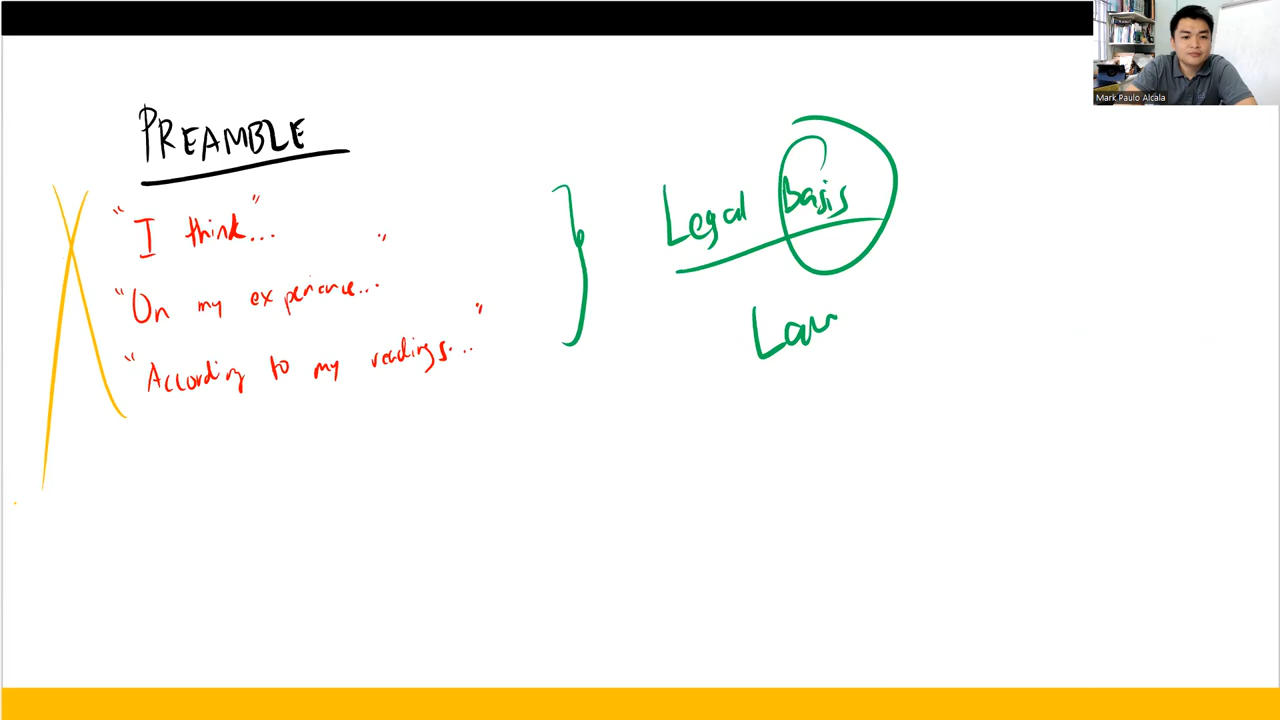 PREAMBLE
"I think"...
"On my experience..."
"According to my readings..."
Legal Basis
Law
Mark Paulo Alcala